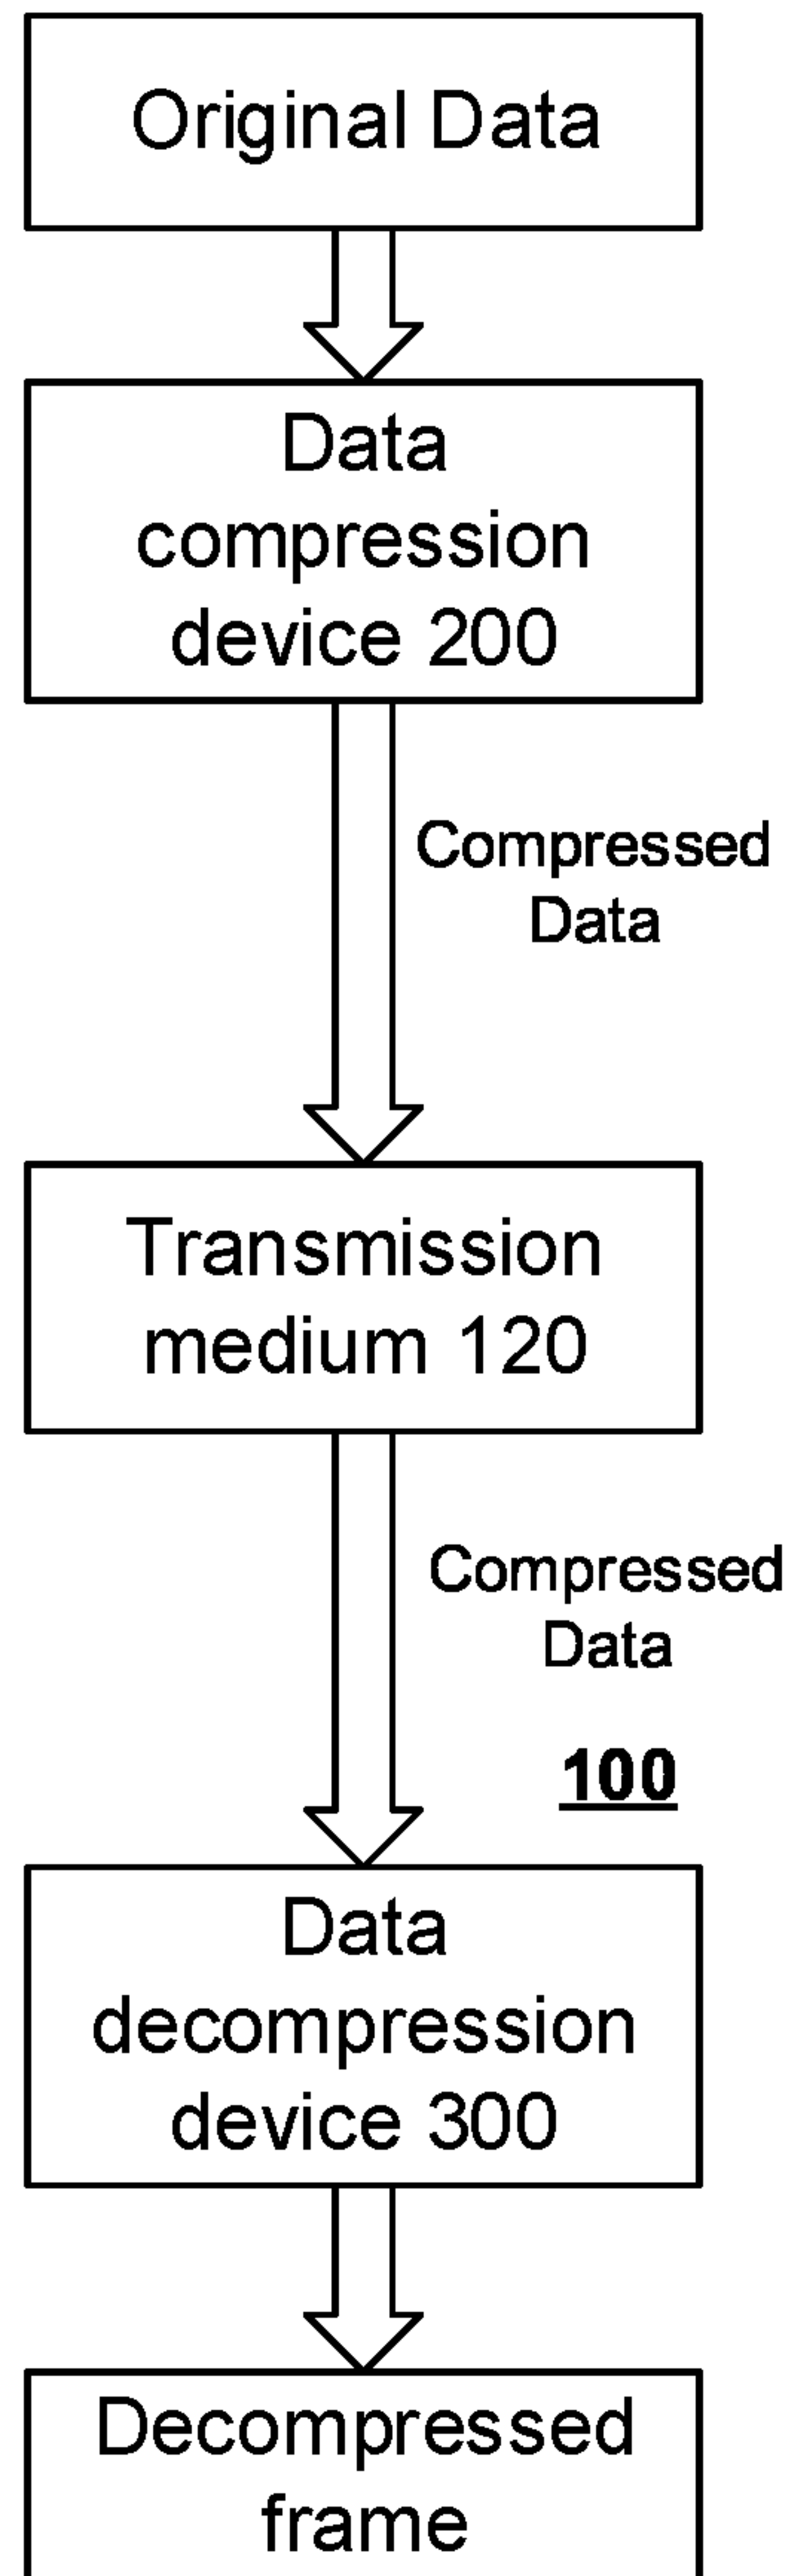 Original Data
Data
compression
device 200
Compressed
Data
Transmission
medium 120
Compressed
Data
100
Data
decompression
device 300
Decompressed
frame